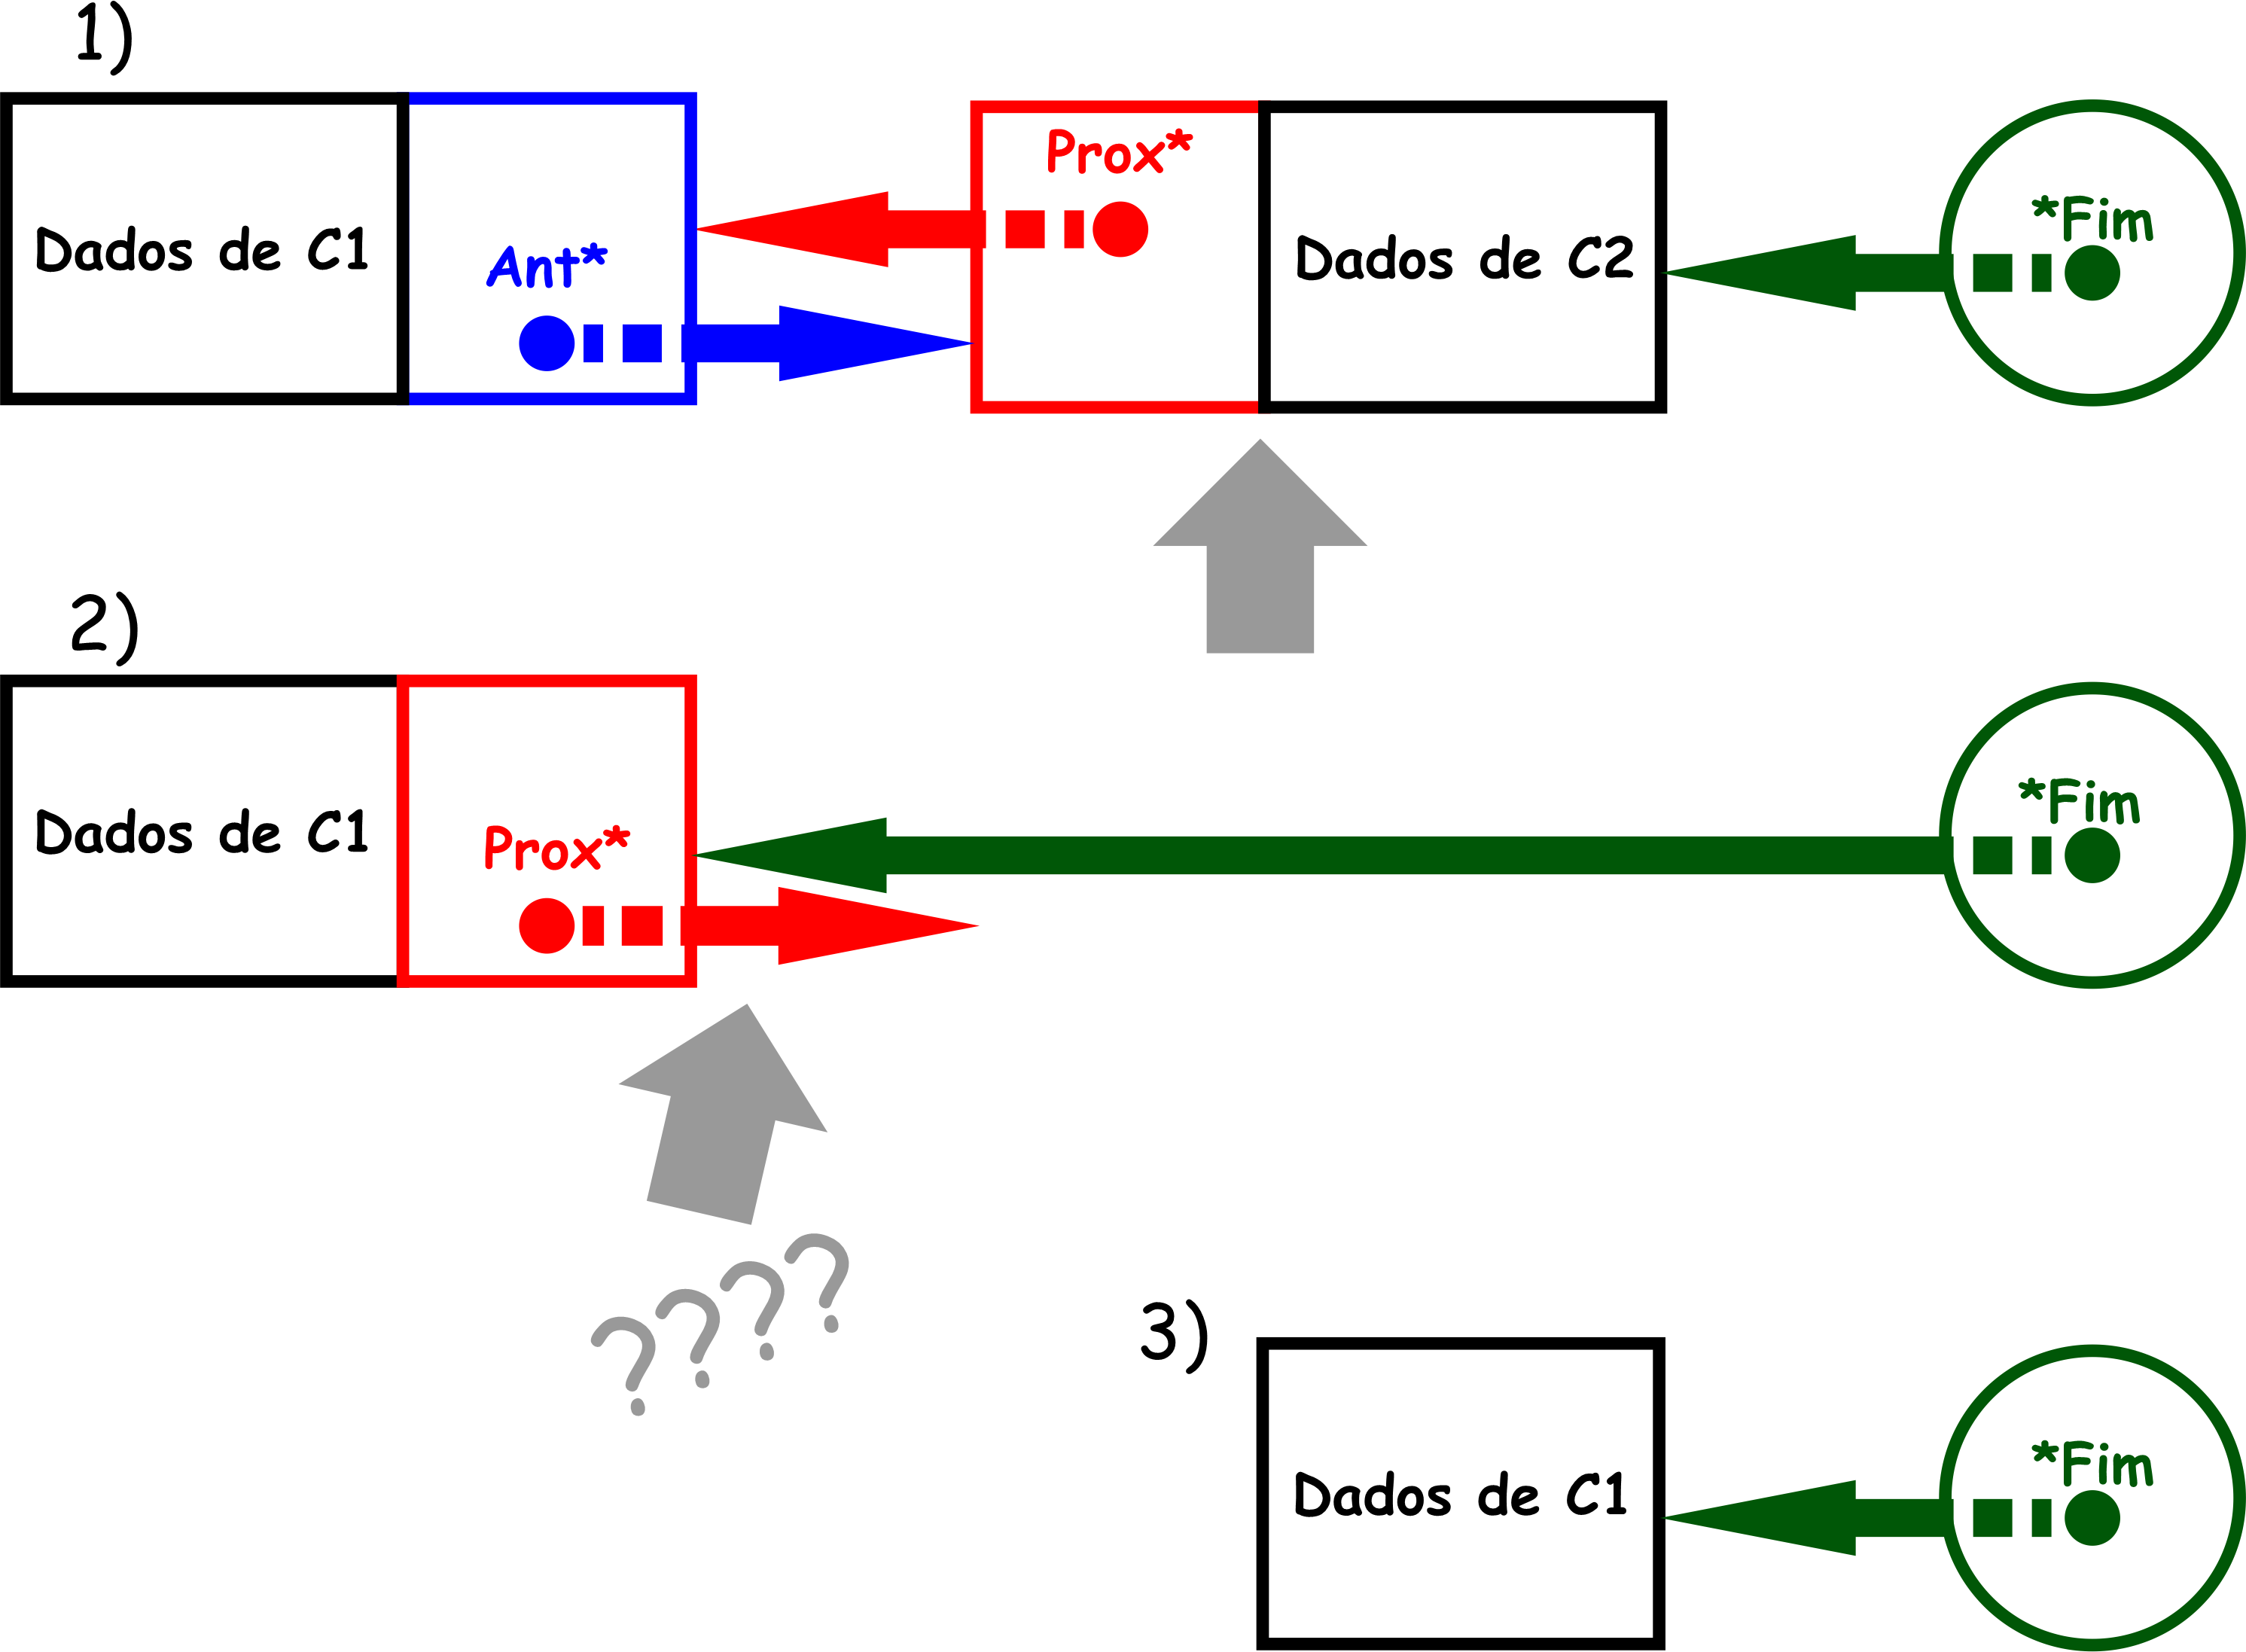 1)
Dados de C1
Ant*
Prox*
Dados de C2
*Fim
2)
Dados de C1
Prox*
*Fim
????
3)
Dados de C1
*Fim